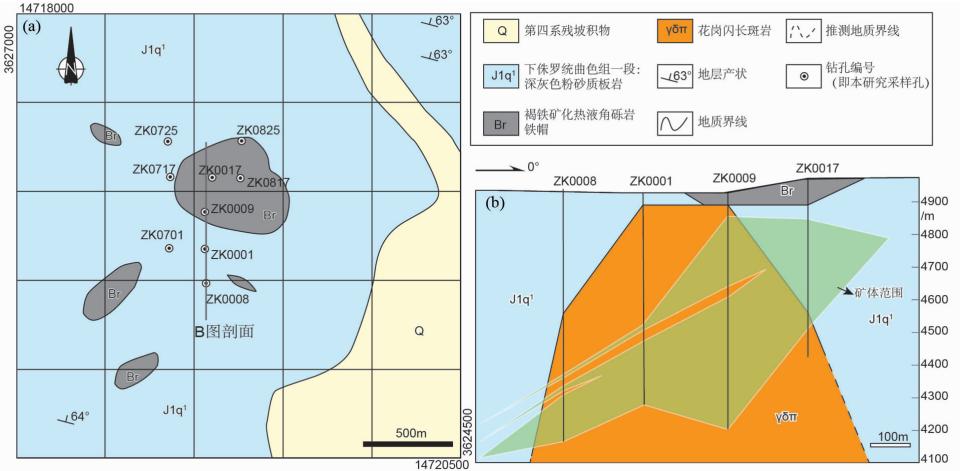 14718000
(a)
3627000
J1q¹
63°
63°
Br
ZK0725
ZK0825
ZK0717
ZK0017
ZK0817
ZK0009
Br
ZK0701
ZK0001
ZK0008
Br
B图剖面
Q
Br
J1q¹
64°
500m
3624500
14720500
Q
第四系残坡积物
γδπ
花岗闪长斑岩
推测地质界线
J1q¹
下侏罗统曲色组一段:
深灰色粉砂质板岩
63°
地层产状
钻孔编号
(即本研究采样孔)
Br
褐铁矿化热液角砾岩
铁帽
地质界线
0°
ZK0008
ZK0001
ZK0009
ZK0017
(b)
Br
4900
/m
4800
4700
4600
4500
4400
4300
4200
4100
J1q¹
矿体范围
J1q¹
γδπ
100m